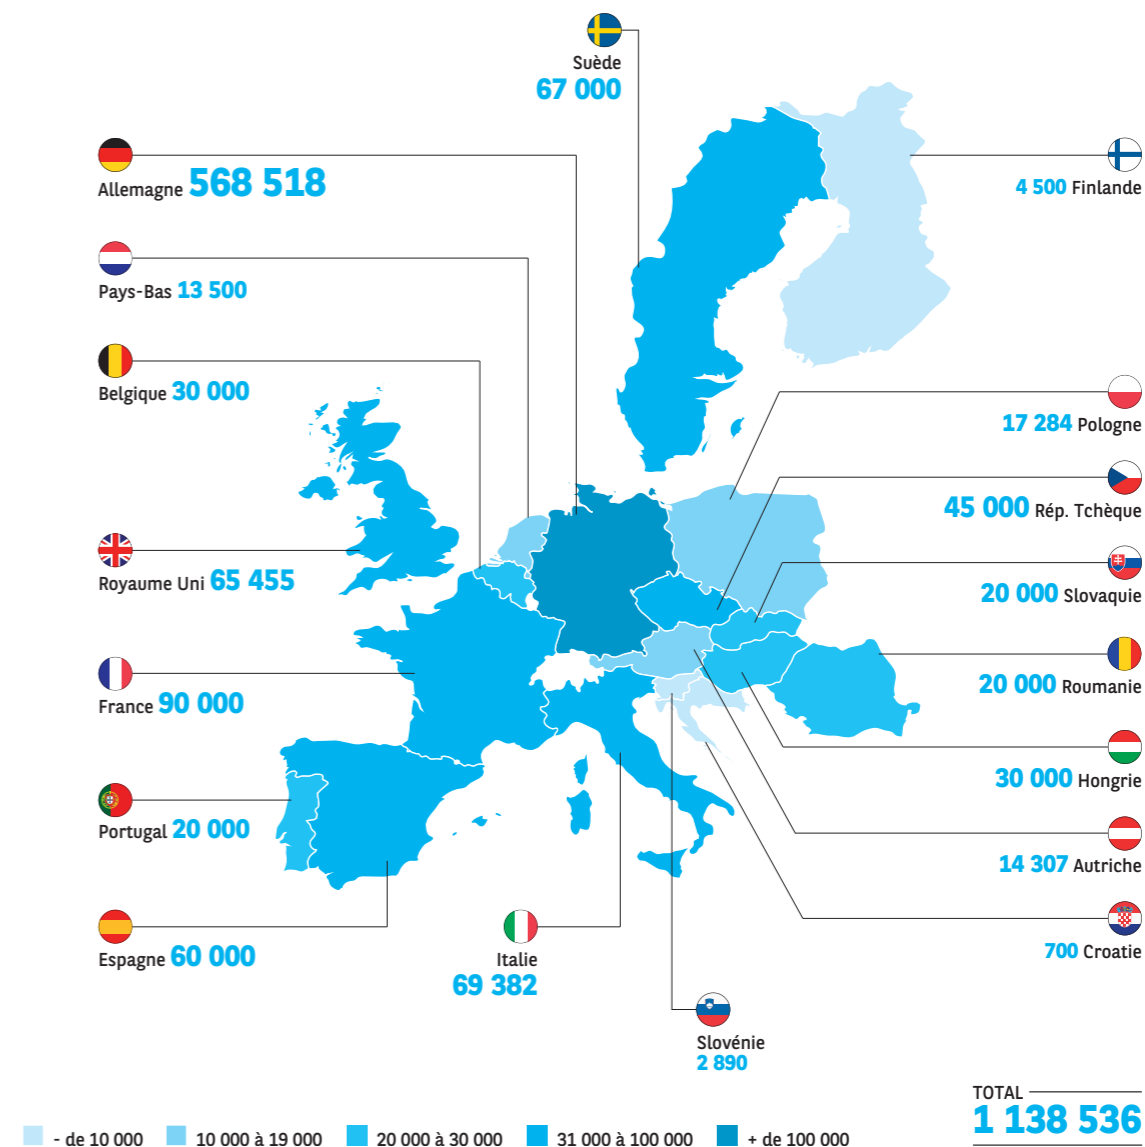 Suède
67 000
Allemagne 568 518
4 500 Finlande
Pays-Bas 13 500
Belgique 30 000
17 284 Pologne
45 000 Rép. Tchèque
Royaume Uni 65 455
20 000 Slovaquie
France 90 000
20 000 Roumanie
30 000 Hongrie
Portugal 20 000
14 307 Autriche
Espagne 60 000
Italie
69 382
700 Croatie
Slovénie
2 890
TOTAL
1 138 536
- de 10 000
10 000 à 19 000
20 000 à 30 000
31 000 à 100 000
+ de 100 000